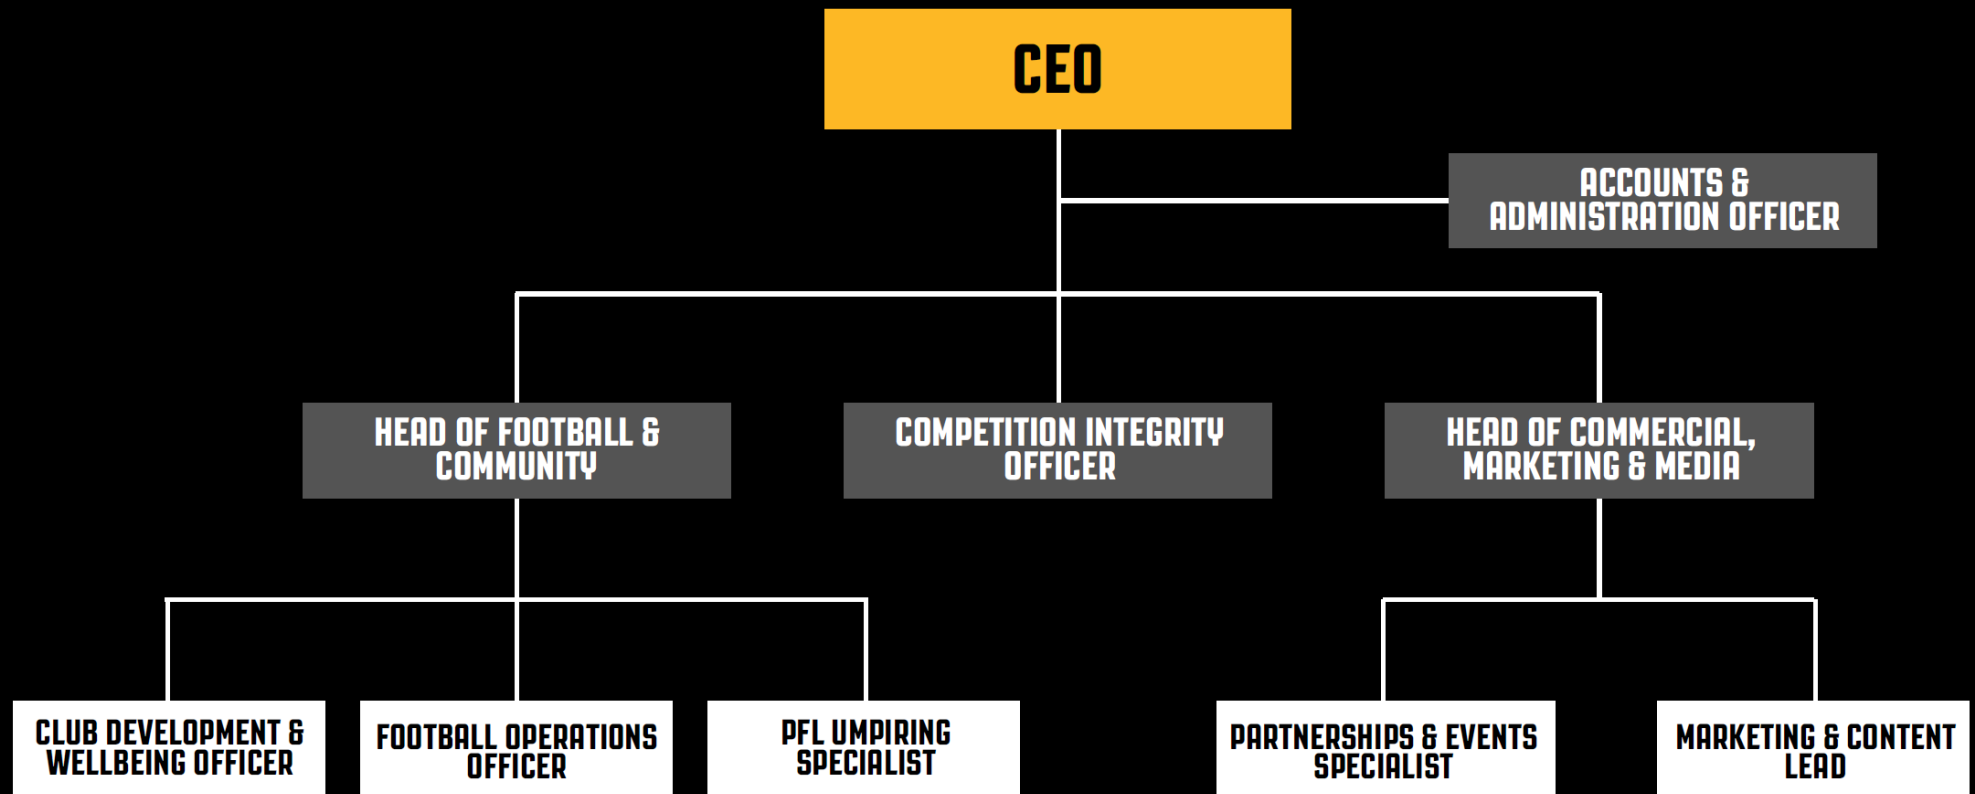 CEO
ACCOUNTS &
ADMINISTRATION OFFICER
HEAD OF FOOTBALL &
COMMUNITY
COMPETITION INTEGRITY
OFFICER
HEAD OF COMMERCIAL,
MARKETING & MEDIA
CLUB DEVELOPMENT &
WELLBEING OFFICER
FOOTBALL OPERATIONS
OFFICER
PFL UMPIRING
SPECIALIST
PARTNERSHIPS & EVENTS
SPECIALIST
MARKETING & CONTENT
LEAD